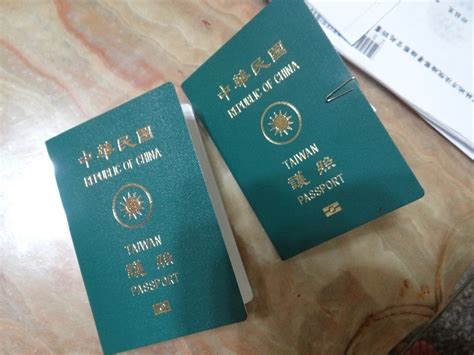 中華民國
REPUBLIC OF CHINA
TAIWAN
護照
PASSPORT
中華民國
REPUBLIC OF CHINA
TAIWAN
護照
PASSPORT